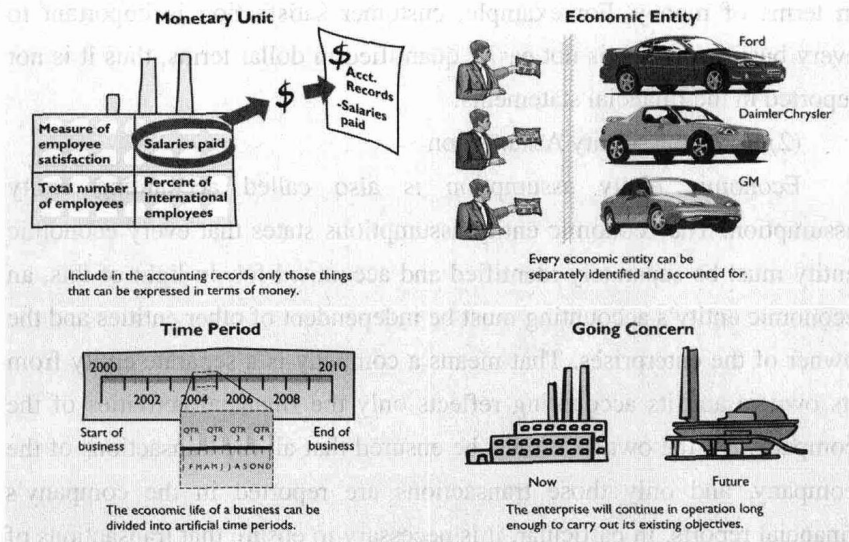 Monetary Unit
Measure of
employee
satisfaction
Salaries paid
Total number
of employees
Percent of
international
employees
$
$
Acct.
Records
-Salaries
paid
Include in the accounting records only those things
that can be expressed in terms of money.
Economic Entity
Ford
DaimlerChrysler
GM
Every economic entity can be
separately identified and accounted for.
Time Period
2000
2010
2002
2004
2006
2008
Start of
business
QTR QTR QTR QTR
J F M A M J J A S O N D
End of
business
The economic life of a business can be
divided into artificial time periods.
Going Concern
Now
Future
The enterprise will continue in operation long
enough to carry out its existing objectives.